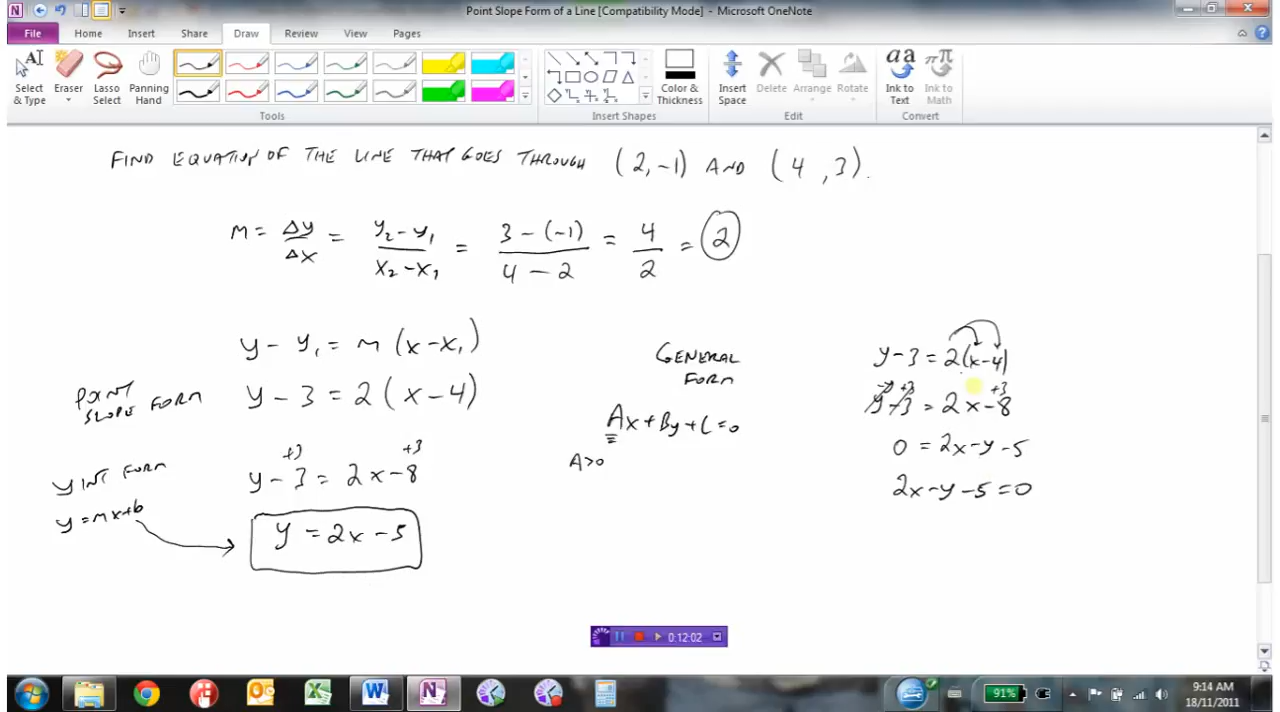 Point Slope Form of a Line [Compatibility Mode] - Microsoft OneNote
File Home Insert Share Draw Review View Pages
Select & Type
Eraser
Lasso Select
Panning Hand
Color & Thickness
Insert Space
Delete
Arrange
Rotate
Ink to Text
Ink to Math
Tools
Insert Shapes
Edit
Convert
FIND EQUATION OF THE LINE THAT GOES THROUGH (2,-1) AND (4,3).
m = Δy/Δx = y₂-y₁/x₂-x₁ = 3-(-1)/4-2 = 4/2 = 2
y - y₁ = m (x-x₁)
POINT SLOPE FORM
y - 3 = 2 ( x - 4)
+3 +3
y INT FORM
y - 3 = 2x - 8
y = mx+b
y = 2x - 5
GENERAL FORM
Ax + By + C = 0
A>0
y - 3 = 2(x-4)
-y +3 +3
y - 3 = 2x - 8
0 = 2x - y - 5
2x - y - 5 = 0
0:12:02
91%
9:14 AM
18/11/2011